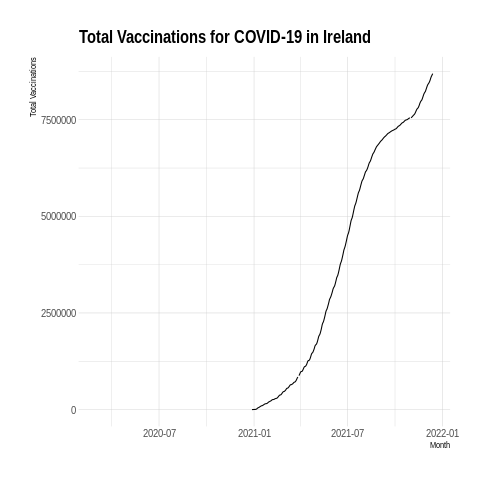 Total Vaccinations for COVID-19 in Ireland
Total Vaccinations
7500000
5000000
2500000
0
2020-07
2021-01
2021-07
2022-01
Month